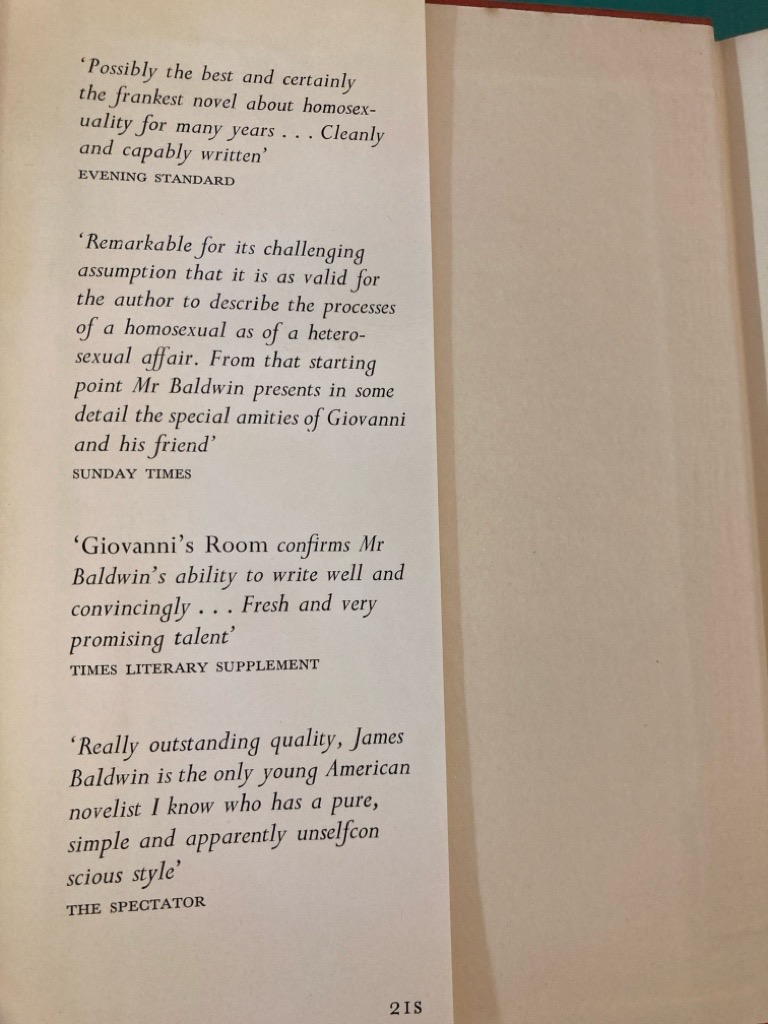 ‘Possibly the best and certainly
the frankest novel about homosex-
uality for many years . . . Cleanly
and capably written’
EVENING STANDARD
‘Remarkable for its challenging
assumption that it is as valid for
the author to describe the processes
of a homosexual as of a hetero-
sexual affair. From that starting
point Mr Baldwin presents in some
detail the special amities of Giovanni
and his friend’
SUNDAY TIMES
‘Giovanni’s Room confirms Mr
Baldwin’s ability to write well and
convincingly . . . Fresh and very
promising talent’
TIMES LITERARY SUPPLEMENT
‘Really outstanding quality, James
Baldwin is the only young American
novelist I know who has a pure,
simple and apparently unselfcon
scious style’
THE SPECTATOR
21S